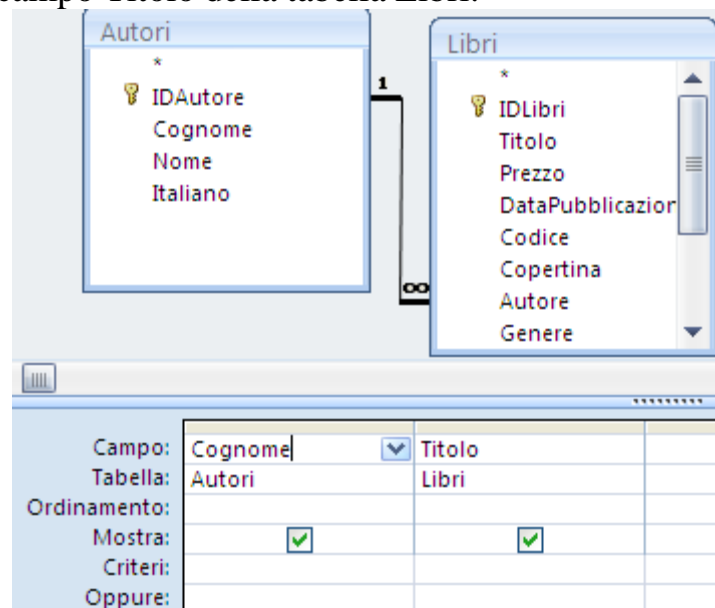 campo Titolo della tabella Libri.
Autori
*
IDAutore
Cognome
Nome
Italiano
1
∞
Libri
*
IDLibri
Titolo
Prezzo
DataPubblicazion
Codice
Copertina
Autore
Genere
Campo: Cognome Titolo
Tabella: Autori Libri
Ordinamento:
Mostra:
Criteri:
Oppure: